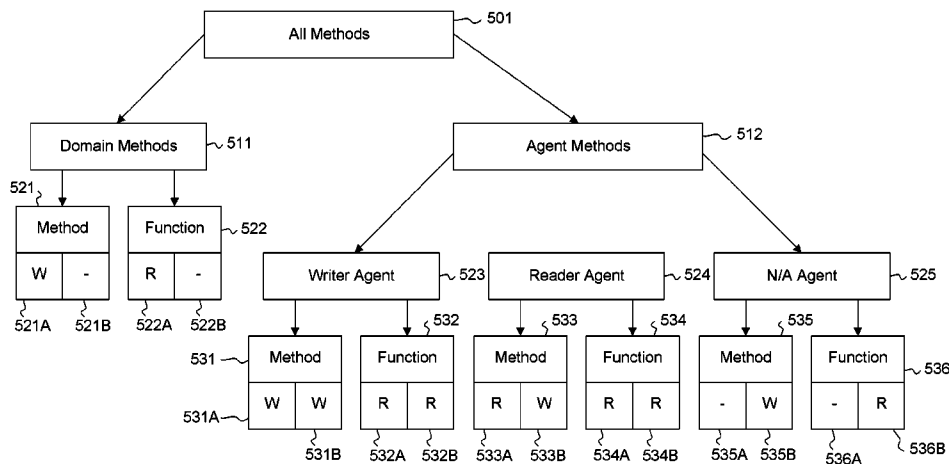 All Methods
501
Domain Methods
511
Agent Methods
512
521
Method
Function
522
W
-
R
-
521A
521B
522A
522B
Writer Agent
523
Reader Agent
524
N/A Agent
525
532
533
534
535
531
Method
Function
Method
Function
Method
Function
536
531A
W
W
R
R
R
W
R
R
-
W
-
R
531B
532A
532B
533A
533B
534A
534B
535A
535B
536A
536B